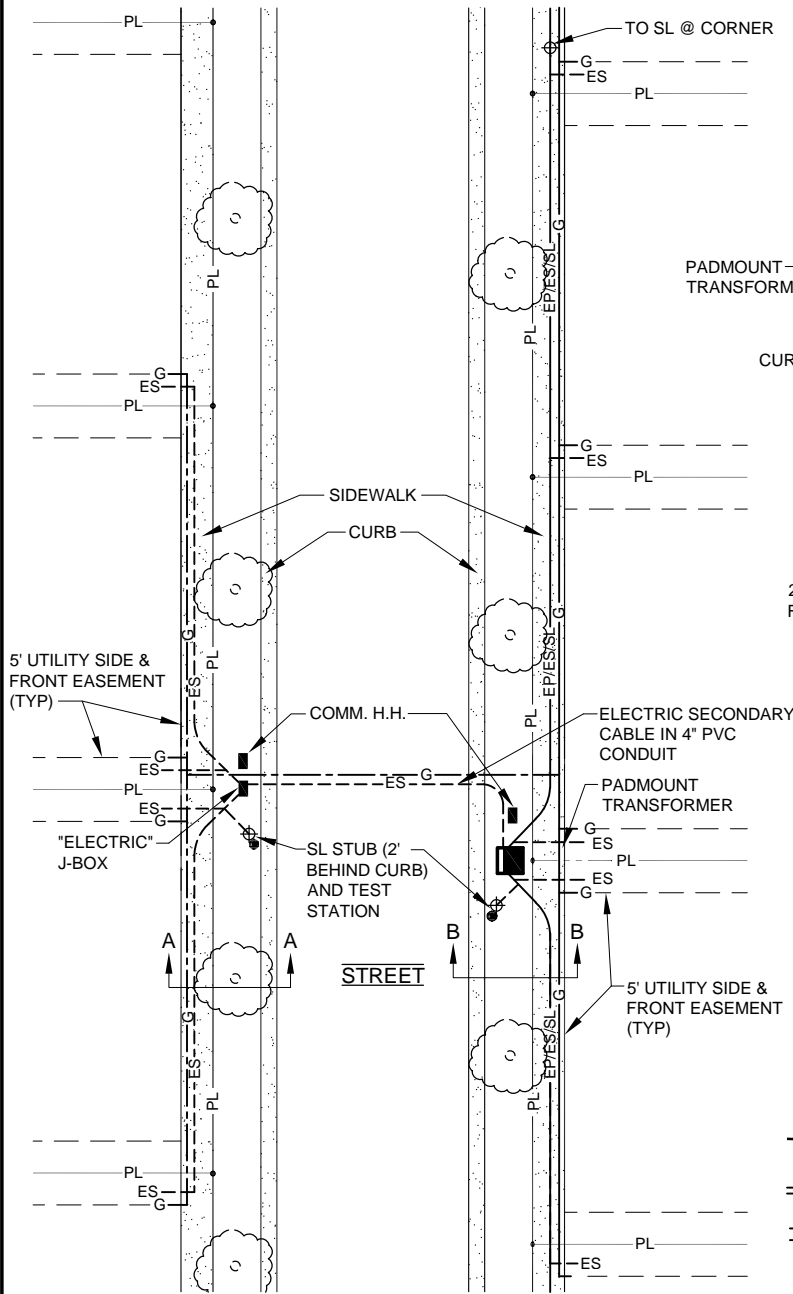 PL
TO SL @ CORNER
G
ES
PL
G
PL
EP/ES/SL
PADMOUNT
TRANSFORM
PL
CUR
G
ES
PL
G
ES
PL
SIDEWALK
CURB
G
G
PL
ES
EP/ES/SL
5' UTILITY SIDE &
FRONT EASEMENT
(TYP)
PL
COMM. H.H.
ELECTRIC SECONDARY
CABLE IN 4" PVC
CONDUIT
G
ES
G
ES
PL
PADMOUNT
TRANSFORMER
ES
G
G
ES
PL
ES
G
"ELECTRIC"
J-BOX
SL STUB (2'
BEHIND CURB)
AND TEST
STATION
A
A
B
B
STREET
5' UTILITY SIDE &
FRONT EASEMENT
(TYP)
G
G
ES
EP/ES/SL
PL
PL
PL
ES
G
PL
ES